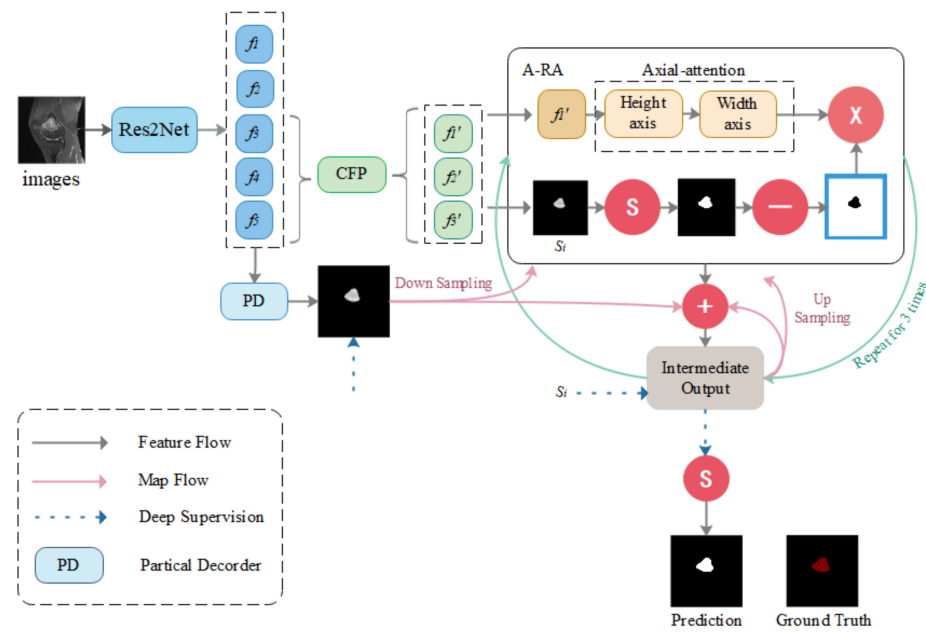 images
Res2Net
f1
f2
f3
f4
f5
CFP
f1'
f2'
f3'
A-RA
Axial-attention
f1'
Height
axis
Width
axis
X
Si
S
—
PD
Down Sampling
+
Up
Sampling
Repeat for 3 times
Intermediate
Output
Si
S
Prediction
Ground Truth
Feature Flow
Map Flow
Deep Supervision
PD
Partical Decorder